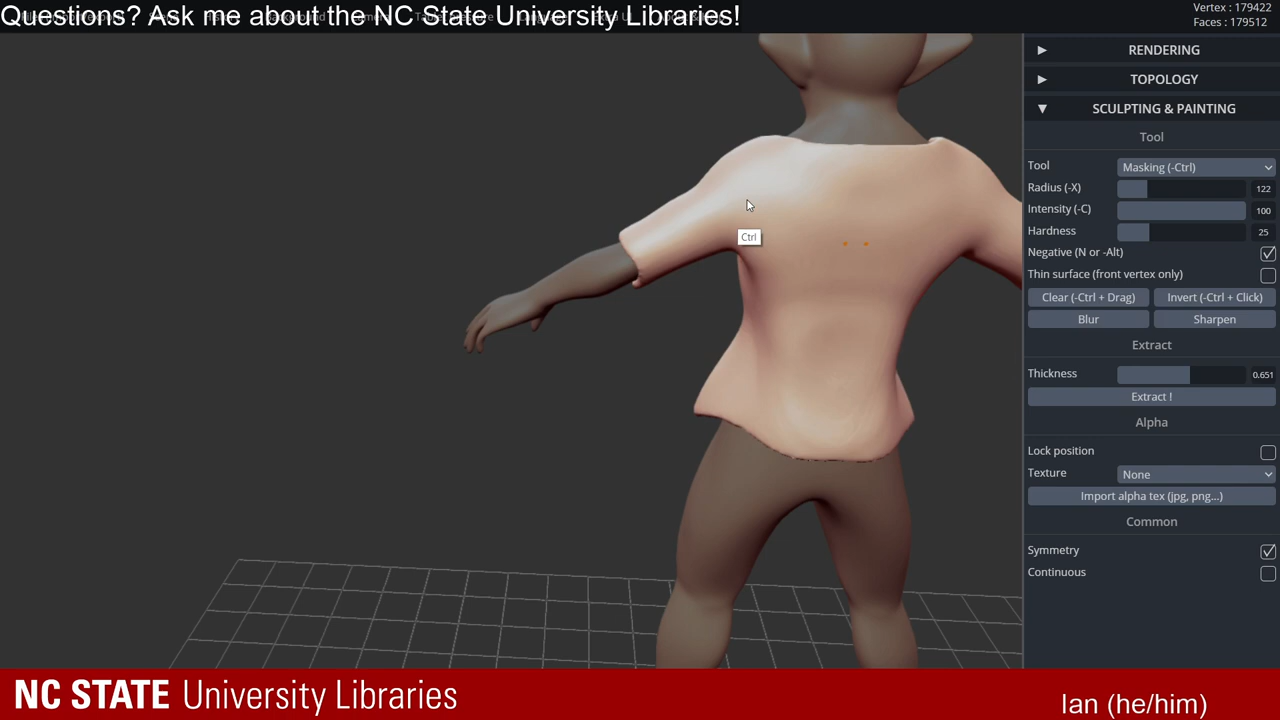 Questions? Ask me about the NC State University Libraries!
Vertex : 179422
Faces : 179512
RENDERING
TOPOLOGY
SCULPTING & PAINTING
Tool
Tool Masking (-Ctrl)
Radius (-X) 122
Intensity (-C) 100
Hardness 25
Negative (N or -Alt)
Thin surface (front vertex only)
Clear (-Ctrl + Drag) Invert (-Ctrl + Click)
Blur Sharpen
Extract
Thickness 0.651
Extract !
Alpha
Lock position
Texture None
Import alpha tex (jpg, png...)
Common
Symmetry
Continuous
Ctrl
NC STATE University Libraries
Ian (he/him)